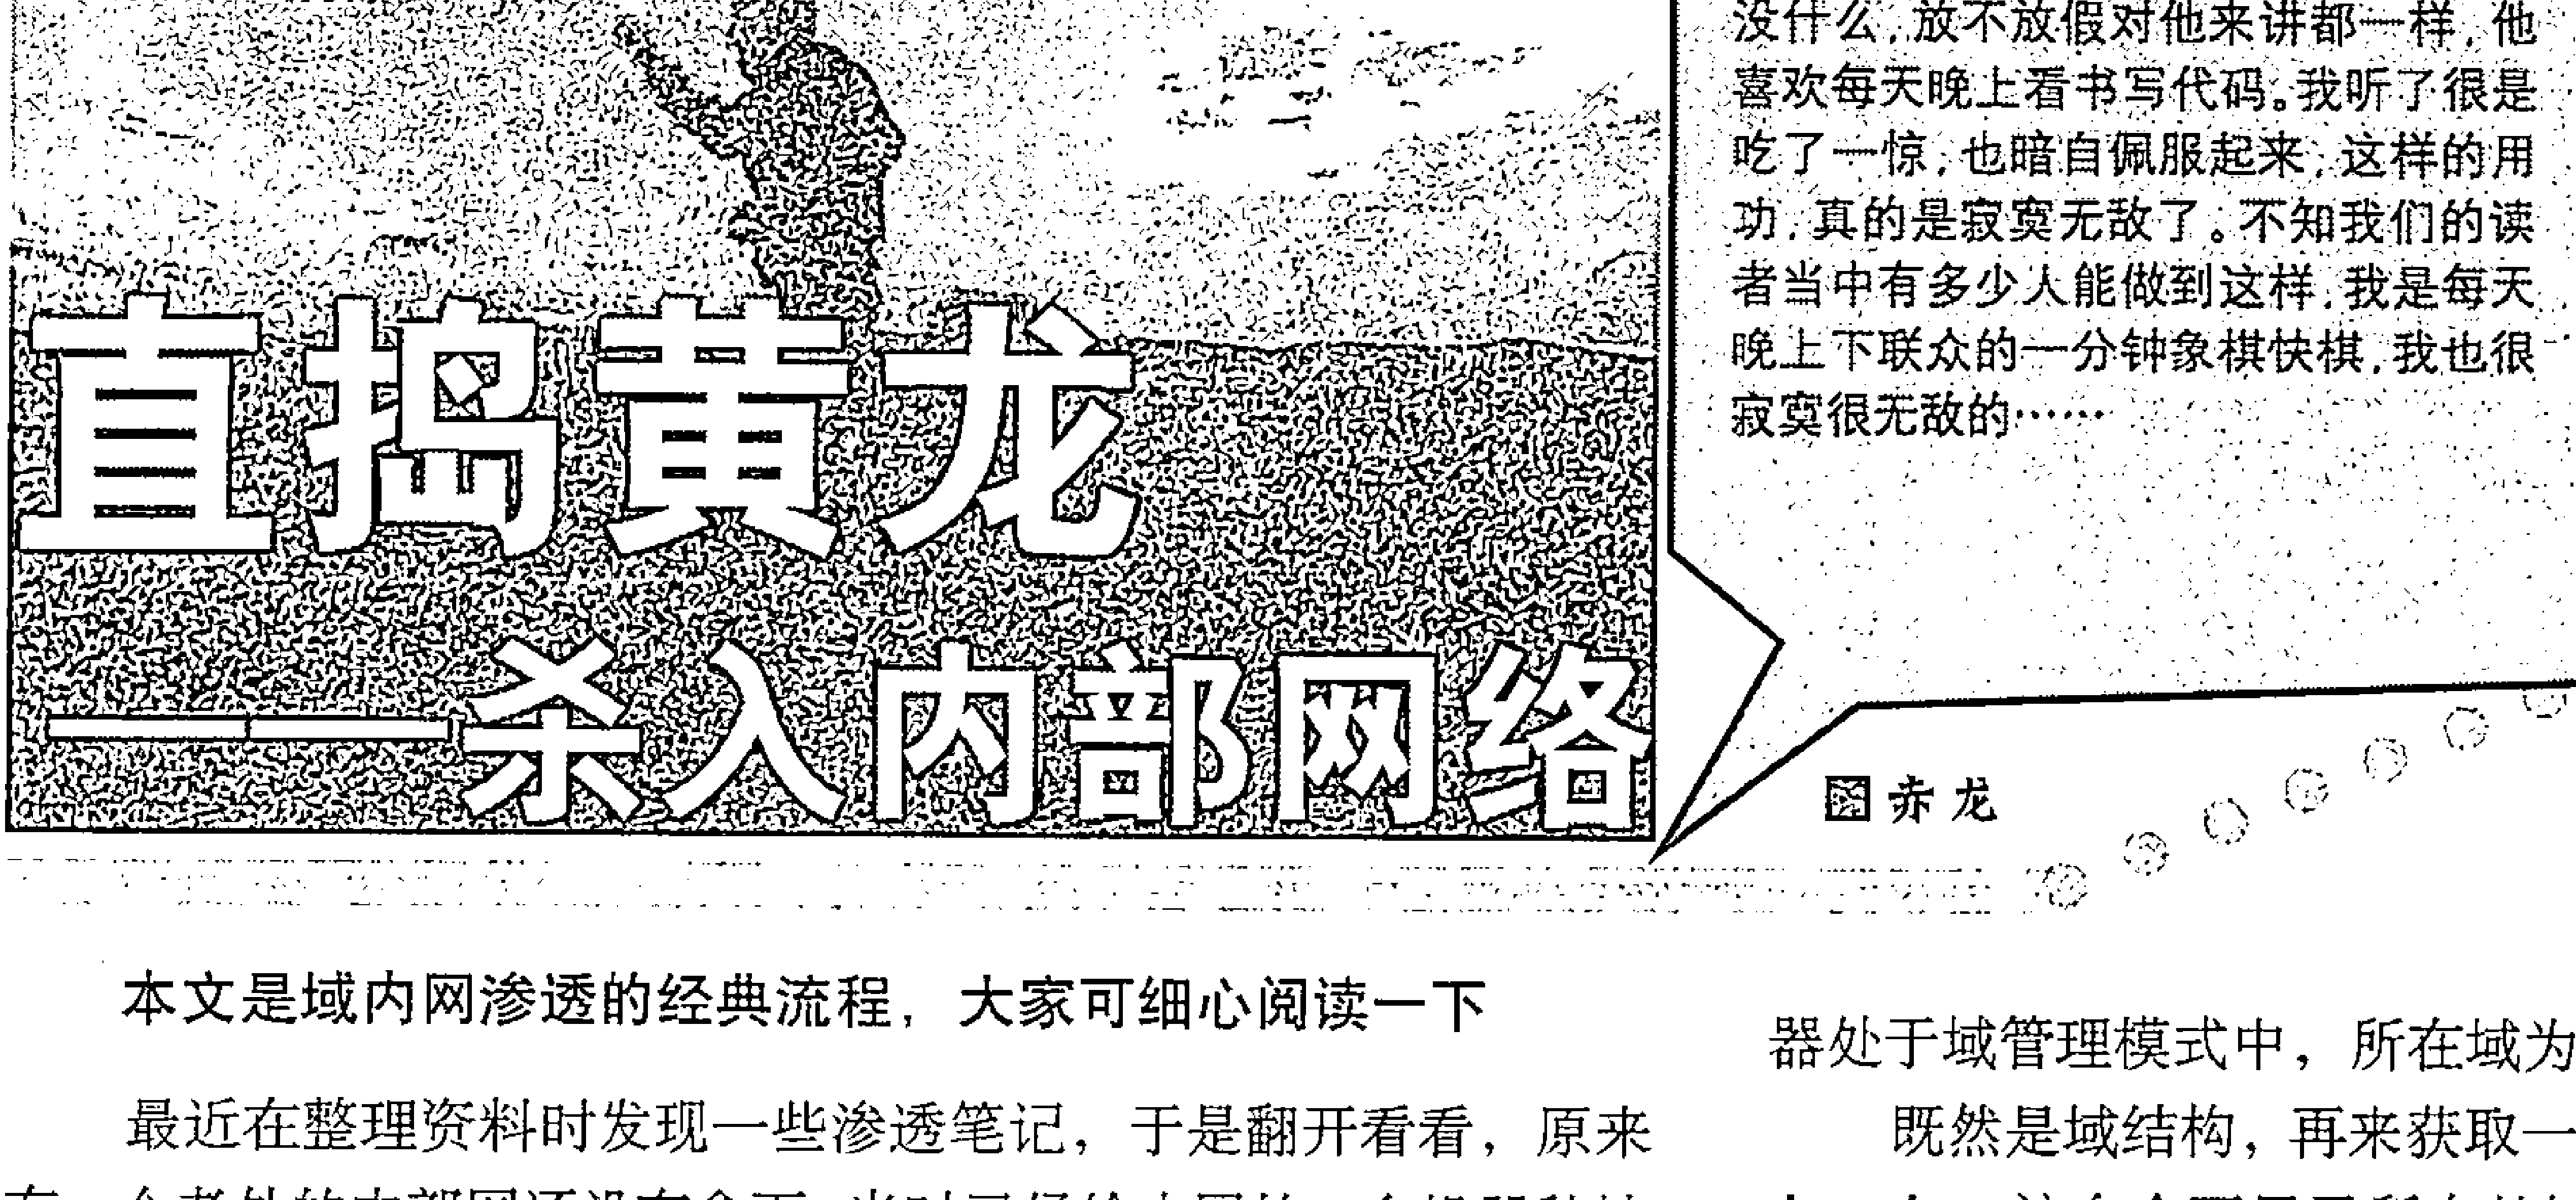 没什么，放不放假对他来讲都一样，他
喜欢每天晚上看书写代码。我听了很是
吃了一惊，也暗自佩服起来，这样的用
功，真的是寂寞无敌了。不知我们的读
者当中有多少人能做到这样，我是每天
晚上下联众的一分钟象棋快棋，我也很
寂寞很无敌的……
直捣黄龙
——杀入内部网络
赤龙
本文是域内网渗透的经典流程，大家可细心阅读一下
最近在整理资料时发现一些渗透笔记，于是翻开看看，原来
器处于域管理模式中，所在域为
既然是域结构，再来获取一